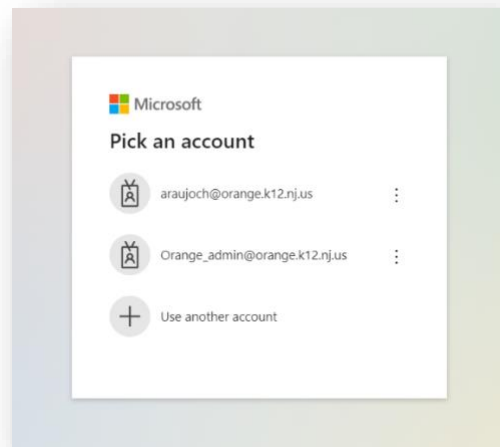 Microsoft
Pick an account
araujoch@orange.k12.nj.us
Orange_admin@orange.k12.nj.us
Use another account